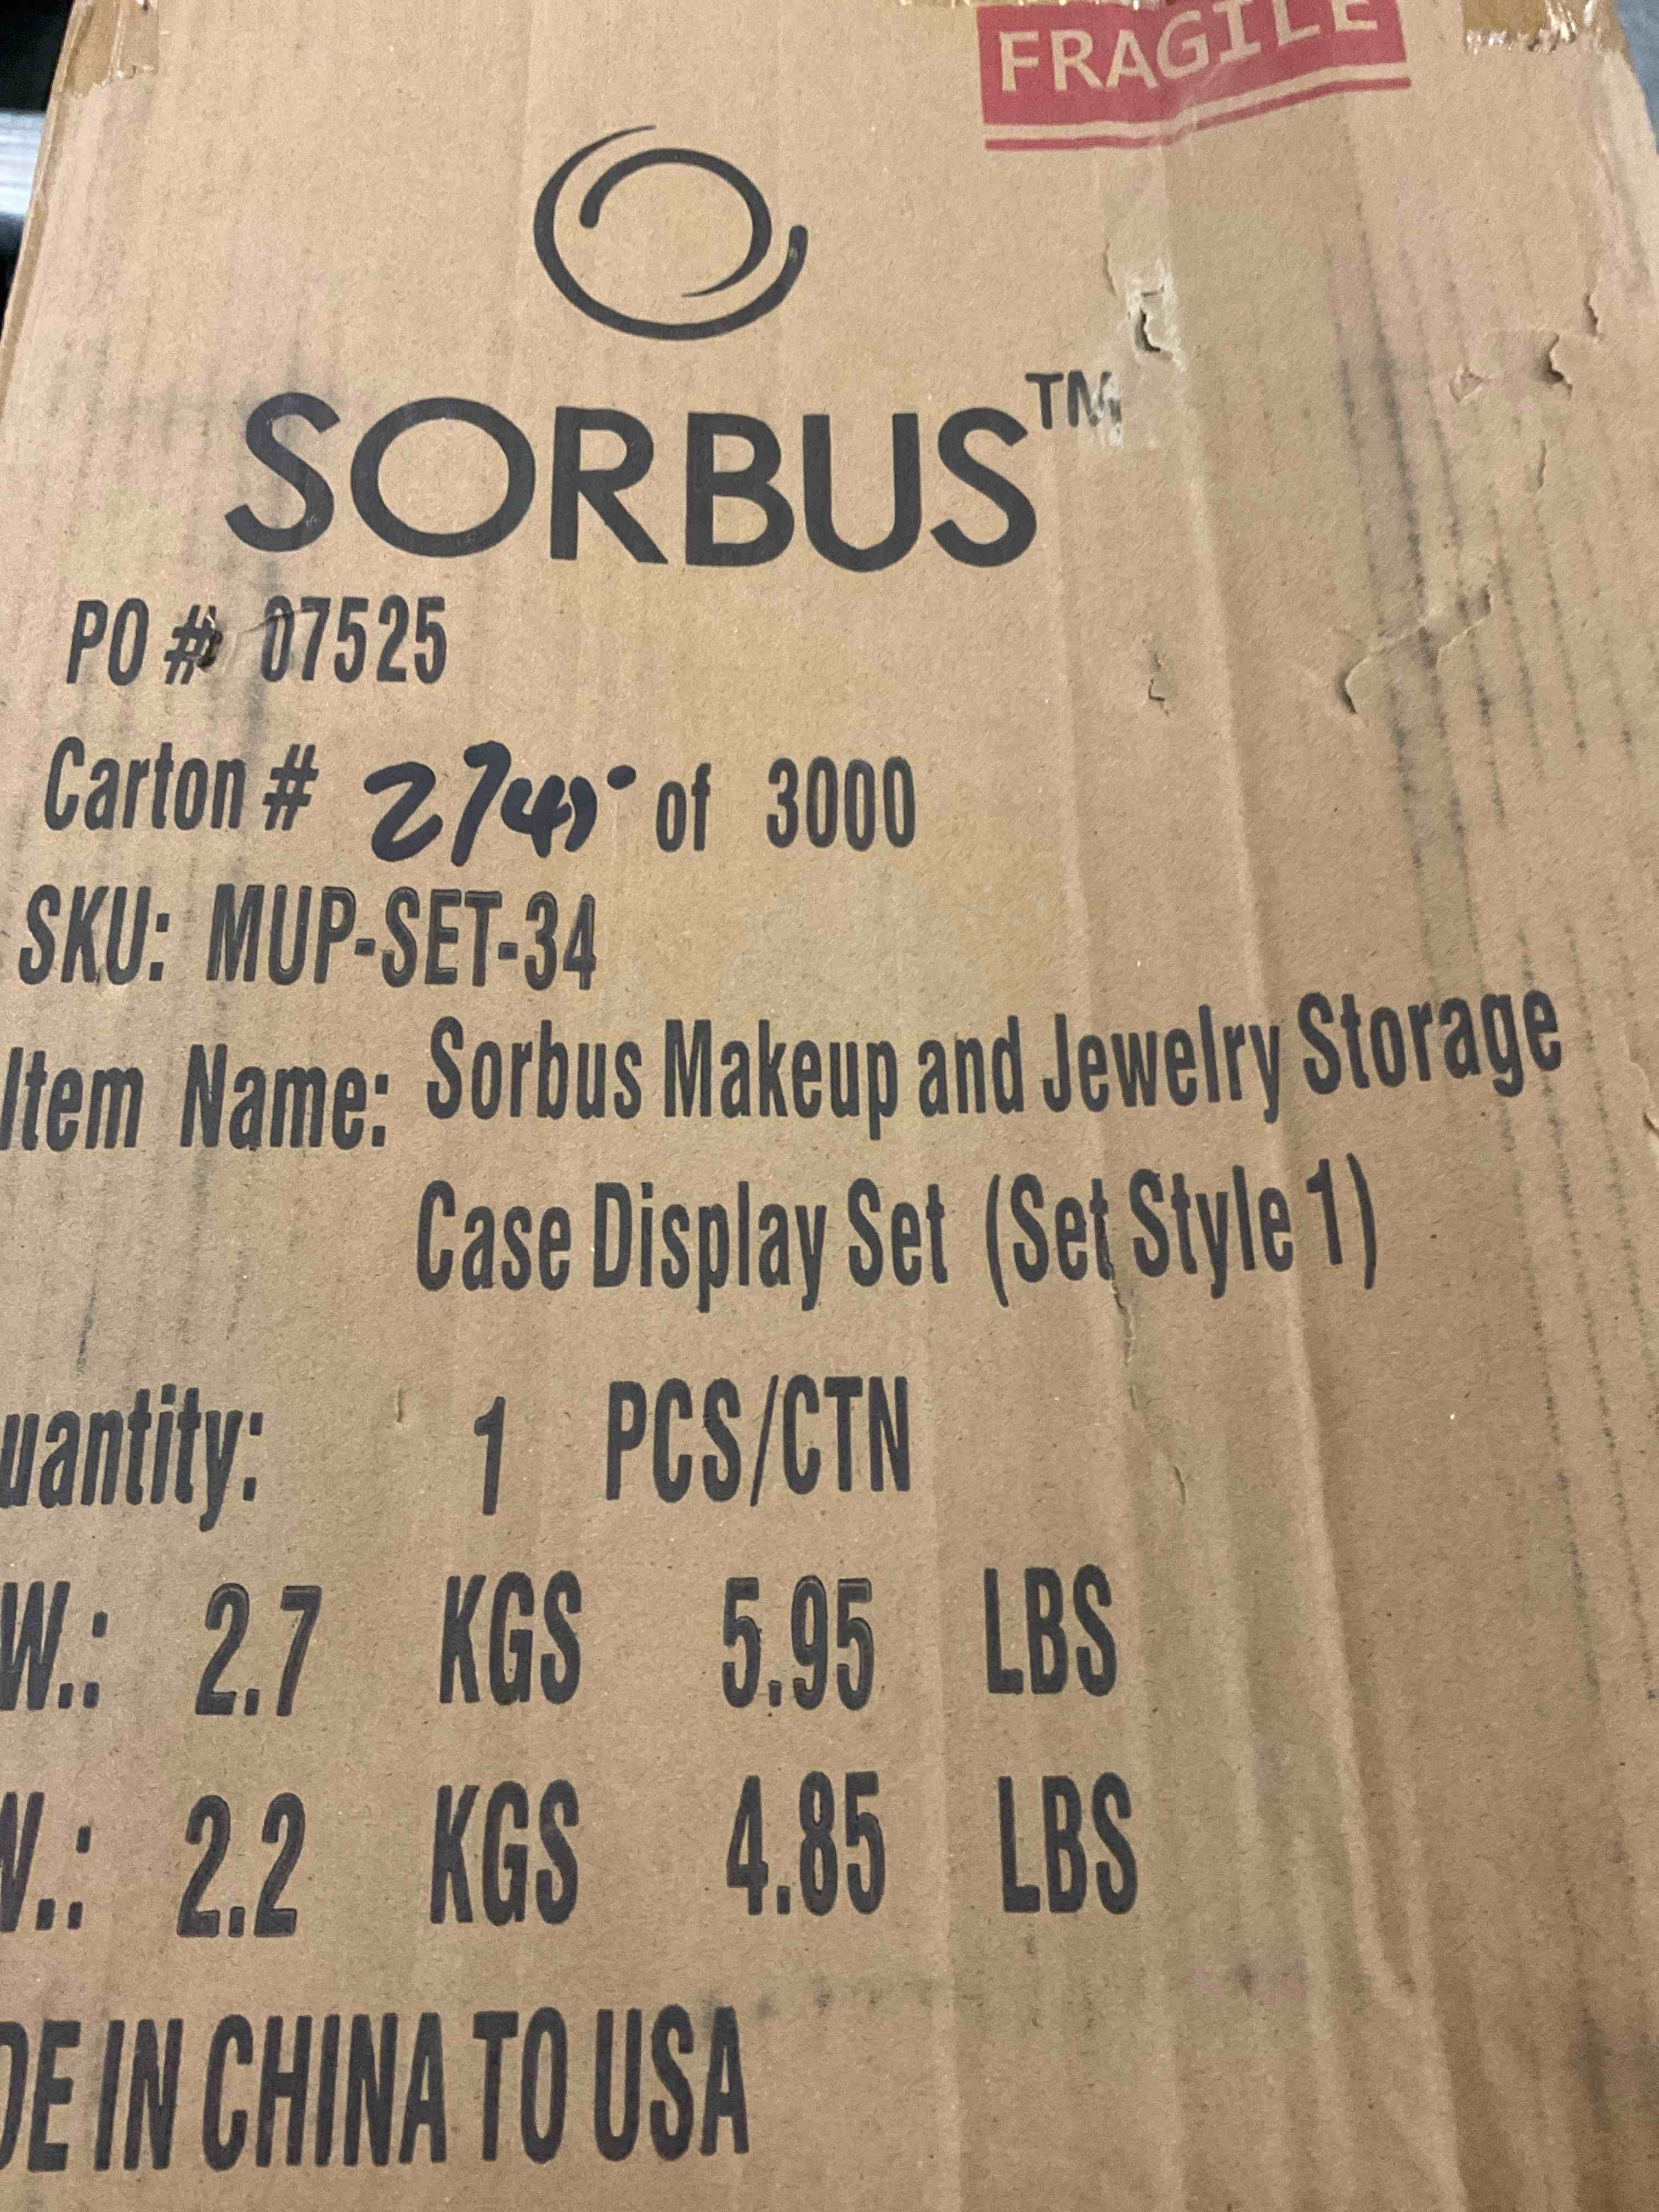 FRAGILE
SORBUS™
PO # 07525
Carton # of 3000
SKU: MUP-SET-34
Item Name: Sorbus Makeup and Jewelry Storage
Case Display Set (Set Style 1)
uantity: 1 PCS/CTN
W.: 2.7 KGS 5.95 LBS
W.: 2.2 KGS 4.85 LBS
DE IN CHINA TO USA